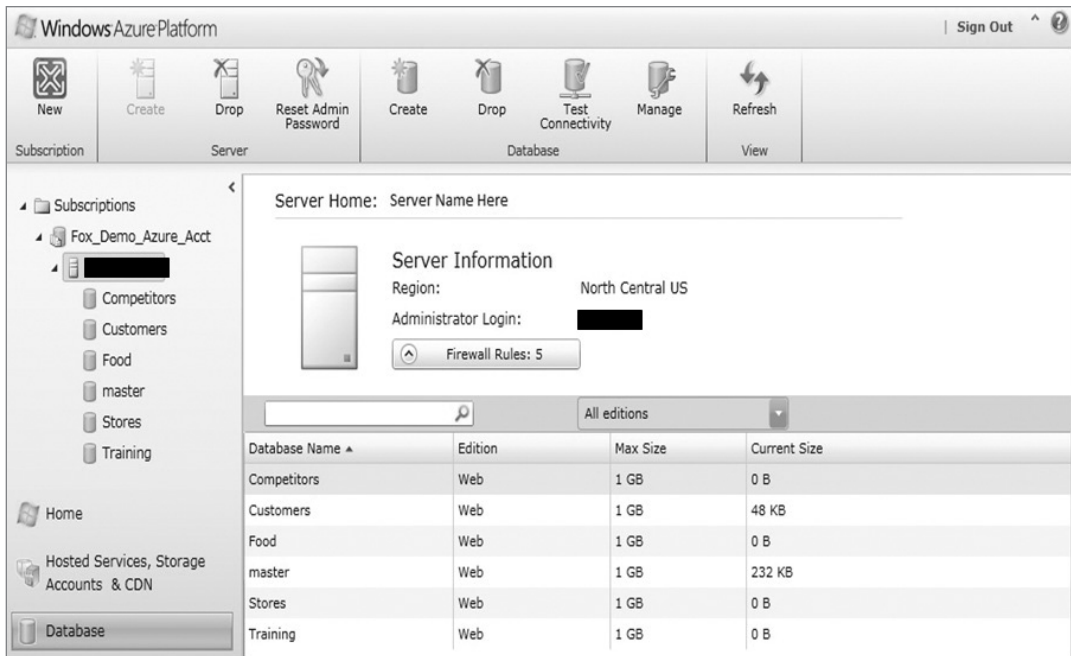 Windows Azure Platform
| Sign Out ^ ?
New
Create
Drop
Reset Admin
Password
Create
Drop
Test
Connectivity
Manage
Refresh
Subscription
Server
Database
View
Subscriptions
Fox_Demo_Azure_Acct
Competitors
Customers
Food
master
Stores
Training
Home
Hosted Services, Storage
Accounts & CDN
Database
Server Home: Server Name Here
Server Information
Region: North Central US
Administrator Login:
Firewall Rules: 5
All editions
Database Name Edition Max Size Current Size
Competitors Web 1 GB 0 B
Customers Web 1 GB 48 KB
Food Web 1 GB 0 B
master Web 1 GB 232 KB
Stores Web 1 GB 0 B
Training Web 1 GB 0 B